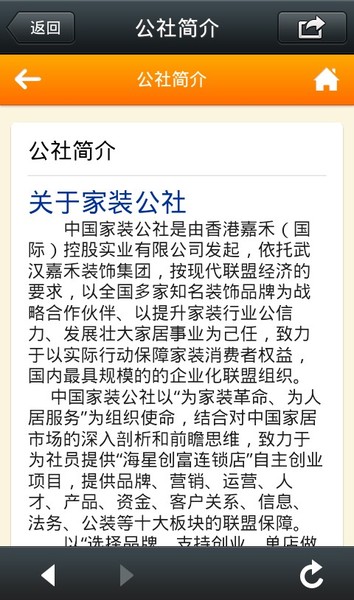 返回
公社简介
公社简介
公社简介
关于家装公社
中国家装公社是由香港嘉禾（国
际）控股实业有限公司发起，依托武
汉嘉禾装饰集团，按现代联盟经济的
要求，以全国多家知名装饰品牌为战
略合作伙伴、以提升家装行业公信
力、发展壮大家居事业为己任，致力
于以实际行动保障家装消费者权益，
国内最具规模的的企业化联盟组织。
中国家装公社以“为家装革命、为人
居服务”为组织使命，结合对中国家居
市场的深入剖析和前瞻思维，致力于
为社员提供“海星创富连锁店”自主创业
项目，提供品牌、营销、运营、人
才、产品、资金、客户关系、信息、
法务、公装等十大板块的联盟保障。
以“选择品牌、支持创业、单店做